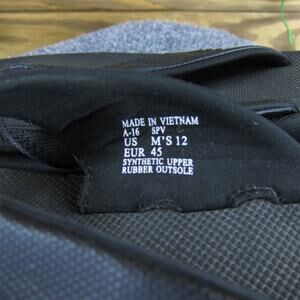 MADE IN VIETNAM
A-16 SPV
US M'S 12
EUR 45
SYNTHETIC UPPER
RUBBER OUTSOLE